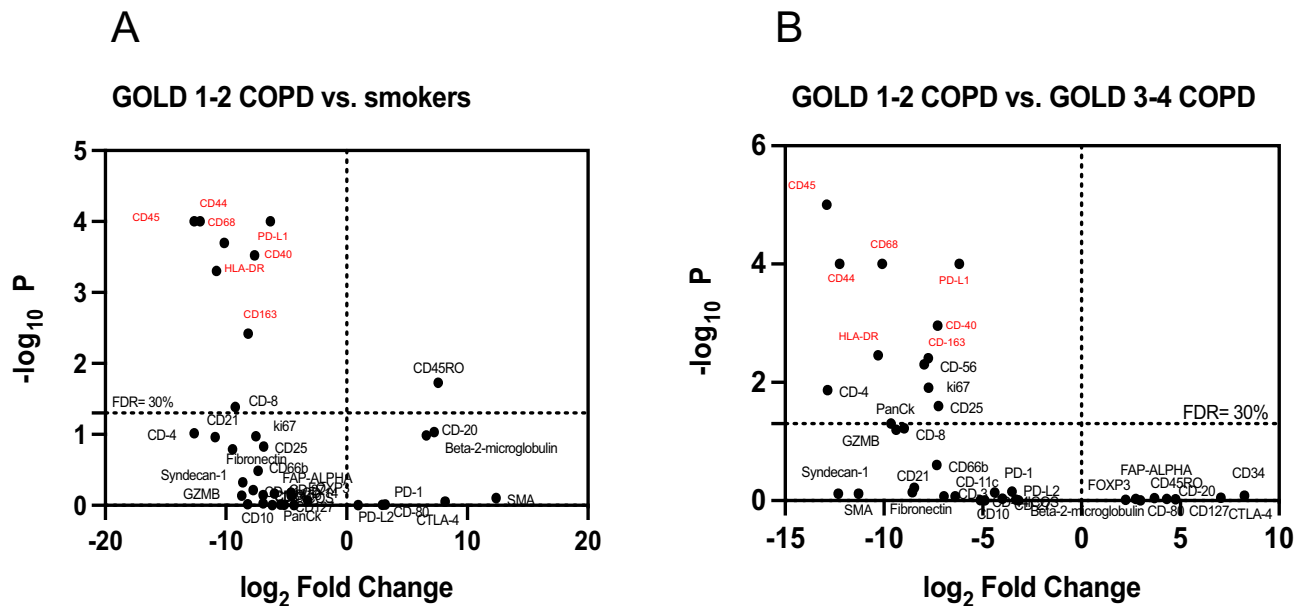 A
B
GOLD 1-2 COPD vs. smokers
GOLD 1-2 COPD vs. GOLD 3-4 COPD
5
4
3
2
1
0
-log10 P
CD45
CD44
CD68
PD-L1
CD40
HLA-DR
CD163
CD45RO
FDR= 30%
CD-8
CD21
ki67
CD-4
CD-20
CD25
Beta-2-microglobulin
Fibronectin
CD66b
Syndecan-1
FAP-ALPHA
FOXP3
GZMB
PD-1
SMA
CD127
CD10
PanCk
PD-L2
CD-80
CTLA-4
-20
-10
0
10
20
log2 Fold Change
6
4
2
0
-log10 P
CD45
CD68
CD44
PD-L1
CD-40
HLA-DR
CD-163
CD-56
CD-4
ki67
PanCk
CD25
FDR= 30%
GZMB
CD-8
Syndecan-1
CD21
CD66b
PD-1
FAP-ALPHA
CD34
CD-11c
FOXP3
CD45RO
PD-L2
CD-20
CD-3
SMA
Fibronectin
CD10
Beta-2-microglobulin
CD-80
CD127
CTLA-4
-15
-10
-5
0
5
10
log2 Fold Change